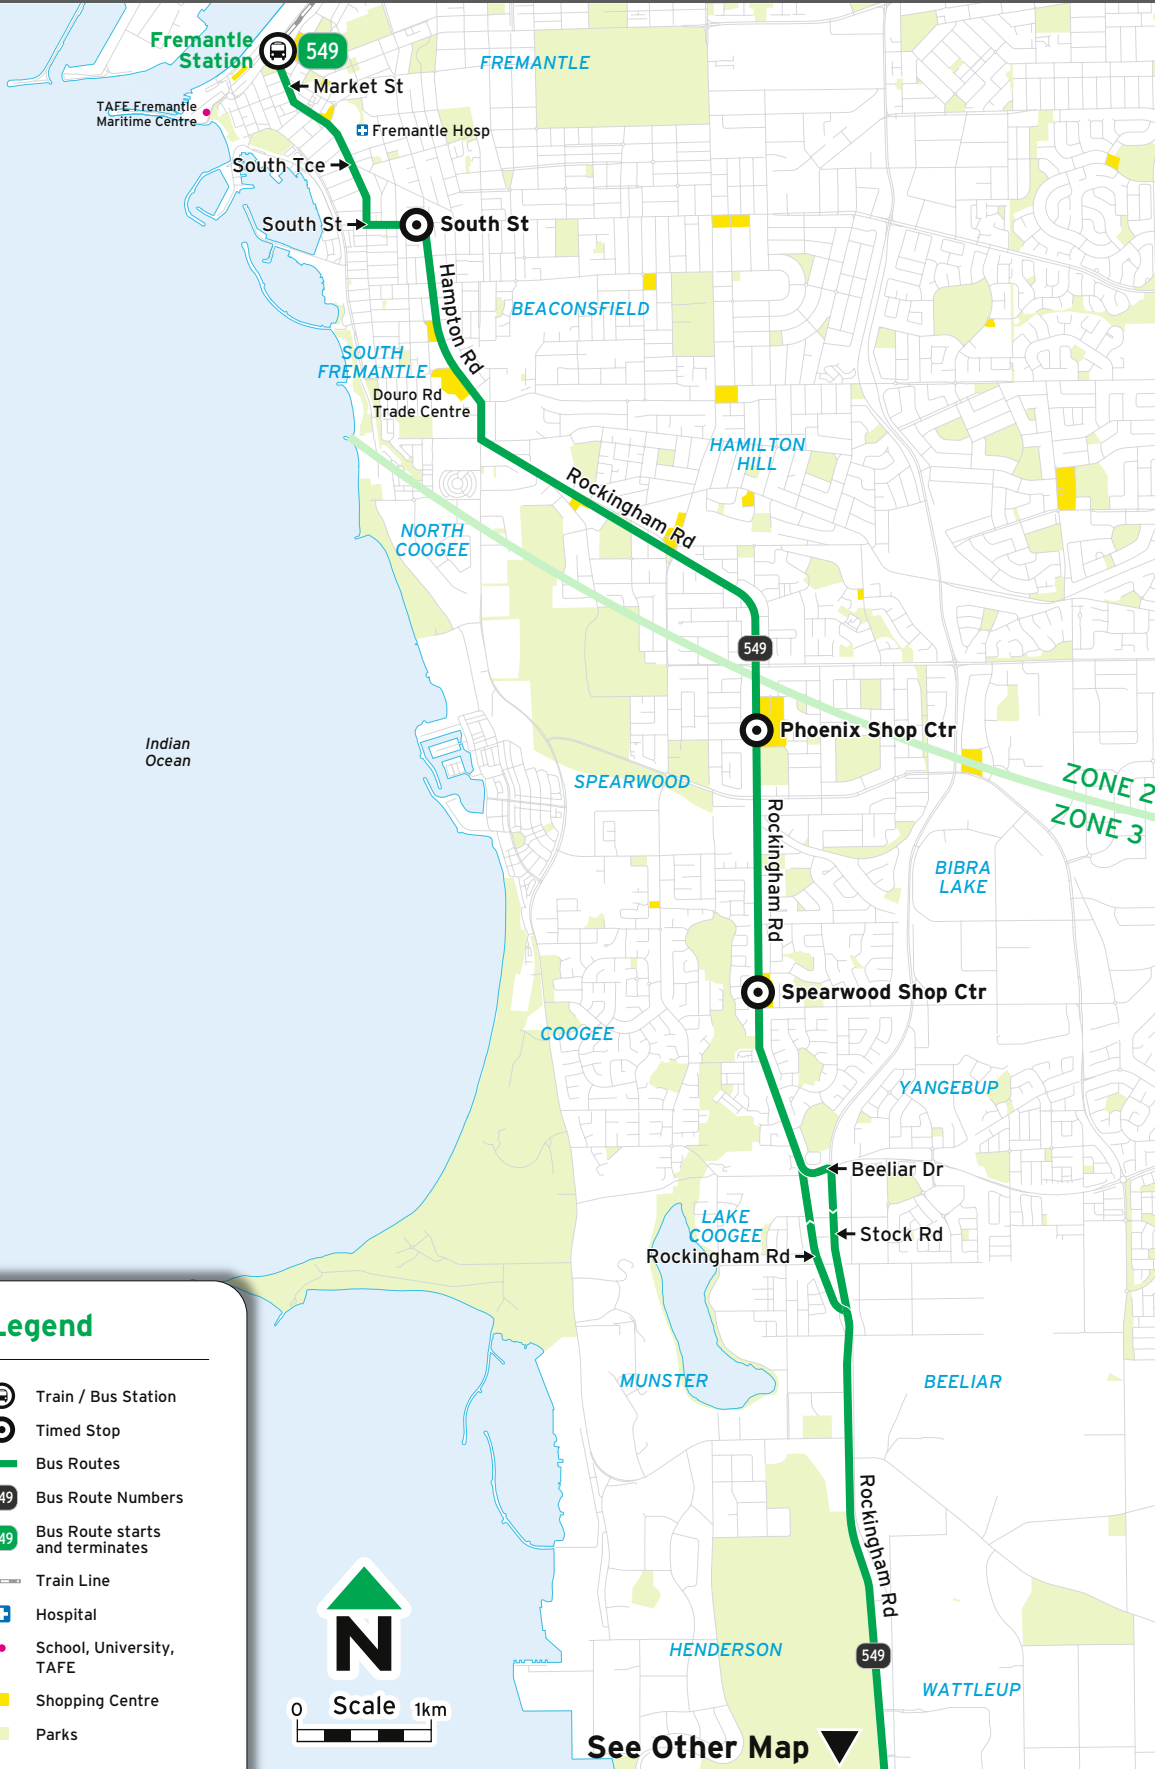 Fremantle
Station
549
Market St
FREMANTLE
TAFE Fremantle
Maritime Centre
Fremantle Hosp
South Tce
South St
South St
Hampton Rd
BEACONSFIELD
SOUTH
FREMANTLE
Douro Rd
Trade Centre
HAMILTON
HILL
Rockingham Rd
NORTH
COOGEE
549
Phoenix Shop Ctr
Indian
Ocean
SPEARWOOD
ZONE 2
ZONE 3
Rockingham Rd
BIBRA
LAKE
Spearwood Shop Ctr
COOGEE
YANGEBUP
Beeliar Dr
LAKE
COOGEE
Stock Rd
Rockingham Rd
MUNSTER
BEELIAR
Rockingham Rd
HENDERSON
549
WATTLEUP
See Other Map
N
Scale
0 1km
Legend
Train / Bus Station
Timed Stop
Bus Routes
49 Bus Route Numbers
49 Bus Route starts
and terminates
Train Line
Hospital
School, University,
TAFE
Shopping Centre
Parks